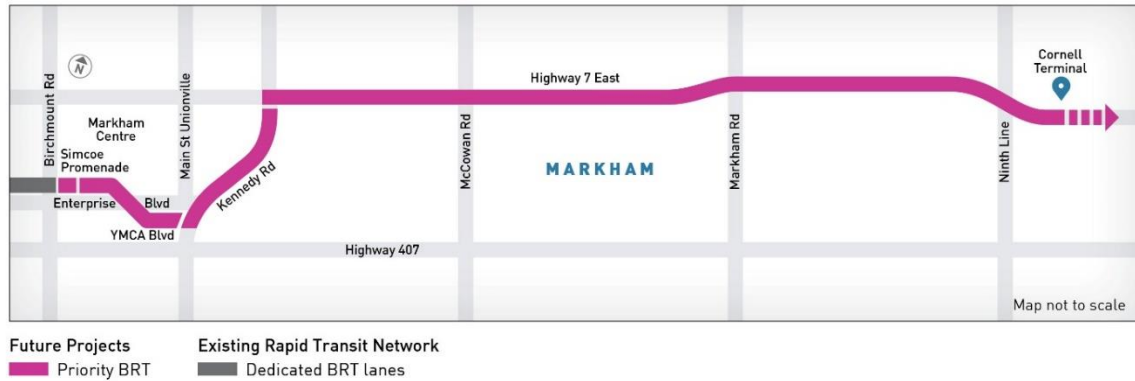 Cornell
Terminal
Highway 7 East
Birchmount Rd
N
Main St Unionville
Markham
Centre
Simcoe
Promenade
Kennedy Rd
McCowan Rd
MARKHAM
Markham Rd
Ninth Line
Enterprise Blvd
YMCA Blvd
Highway 407
Map not to scale
Future Projects
Priority BRT
Existing Rapid Transit Network
Dedicated BRT lanes